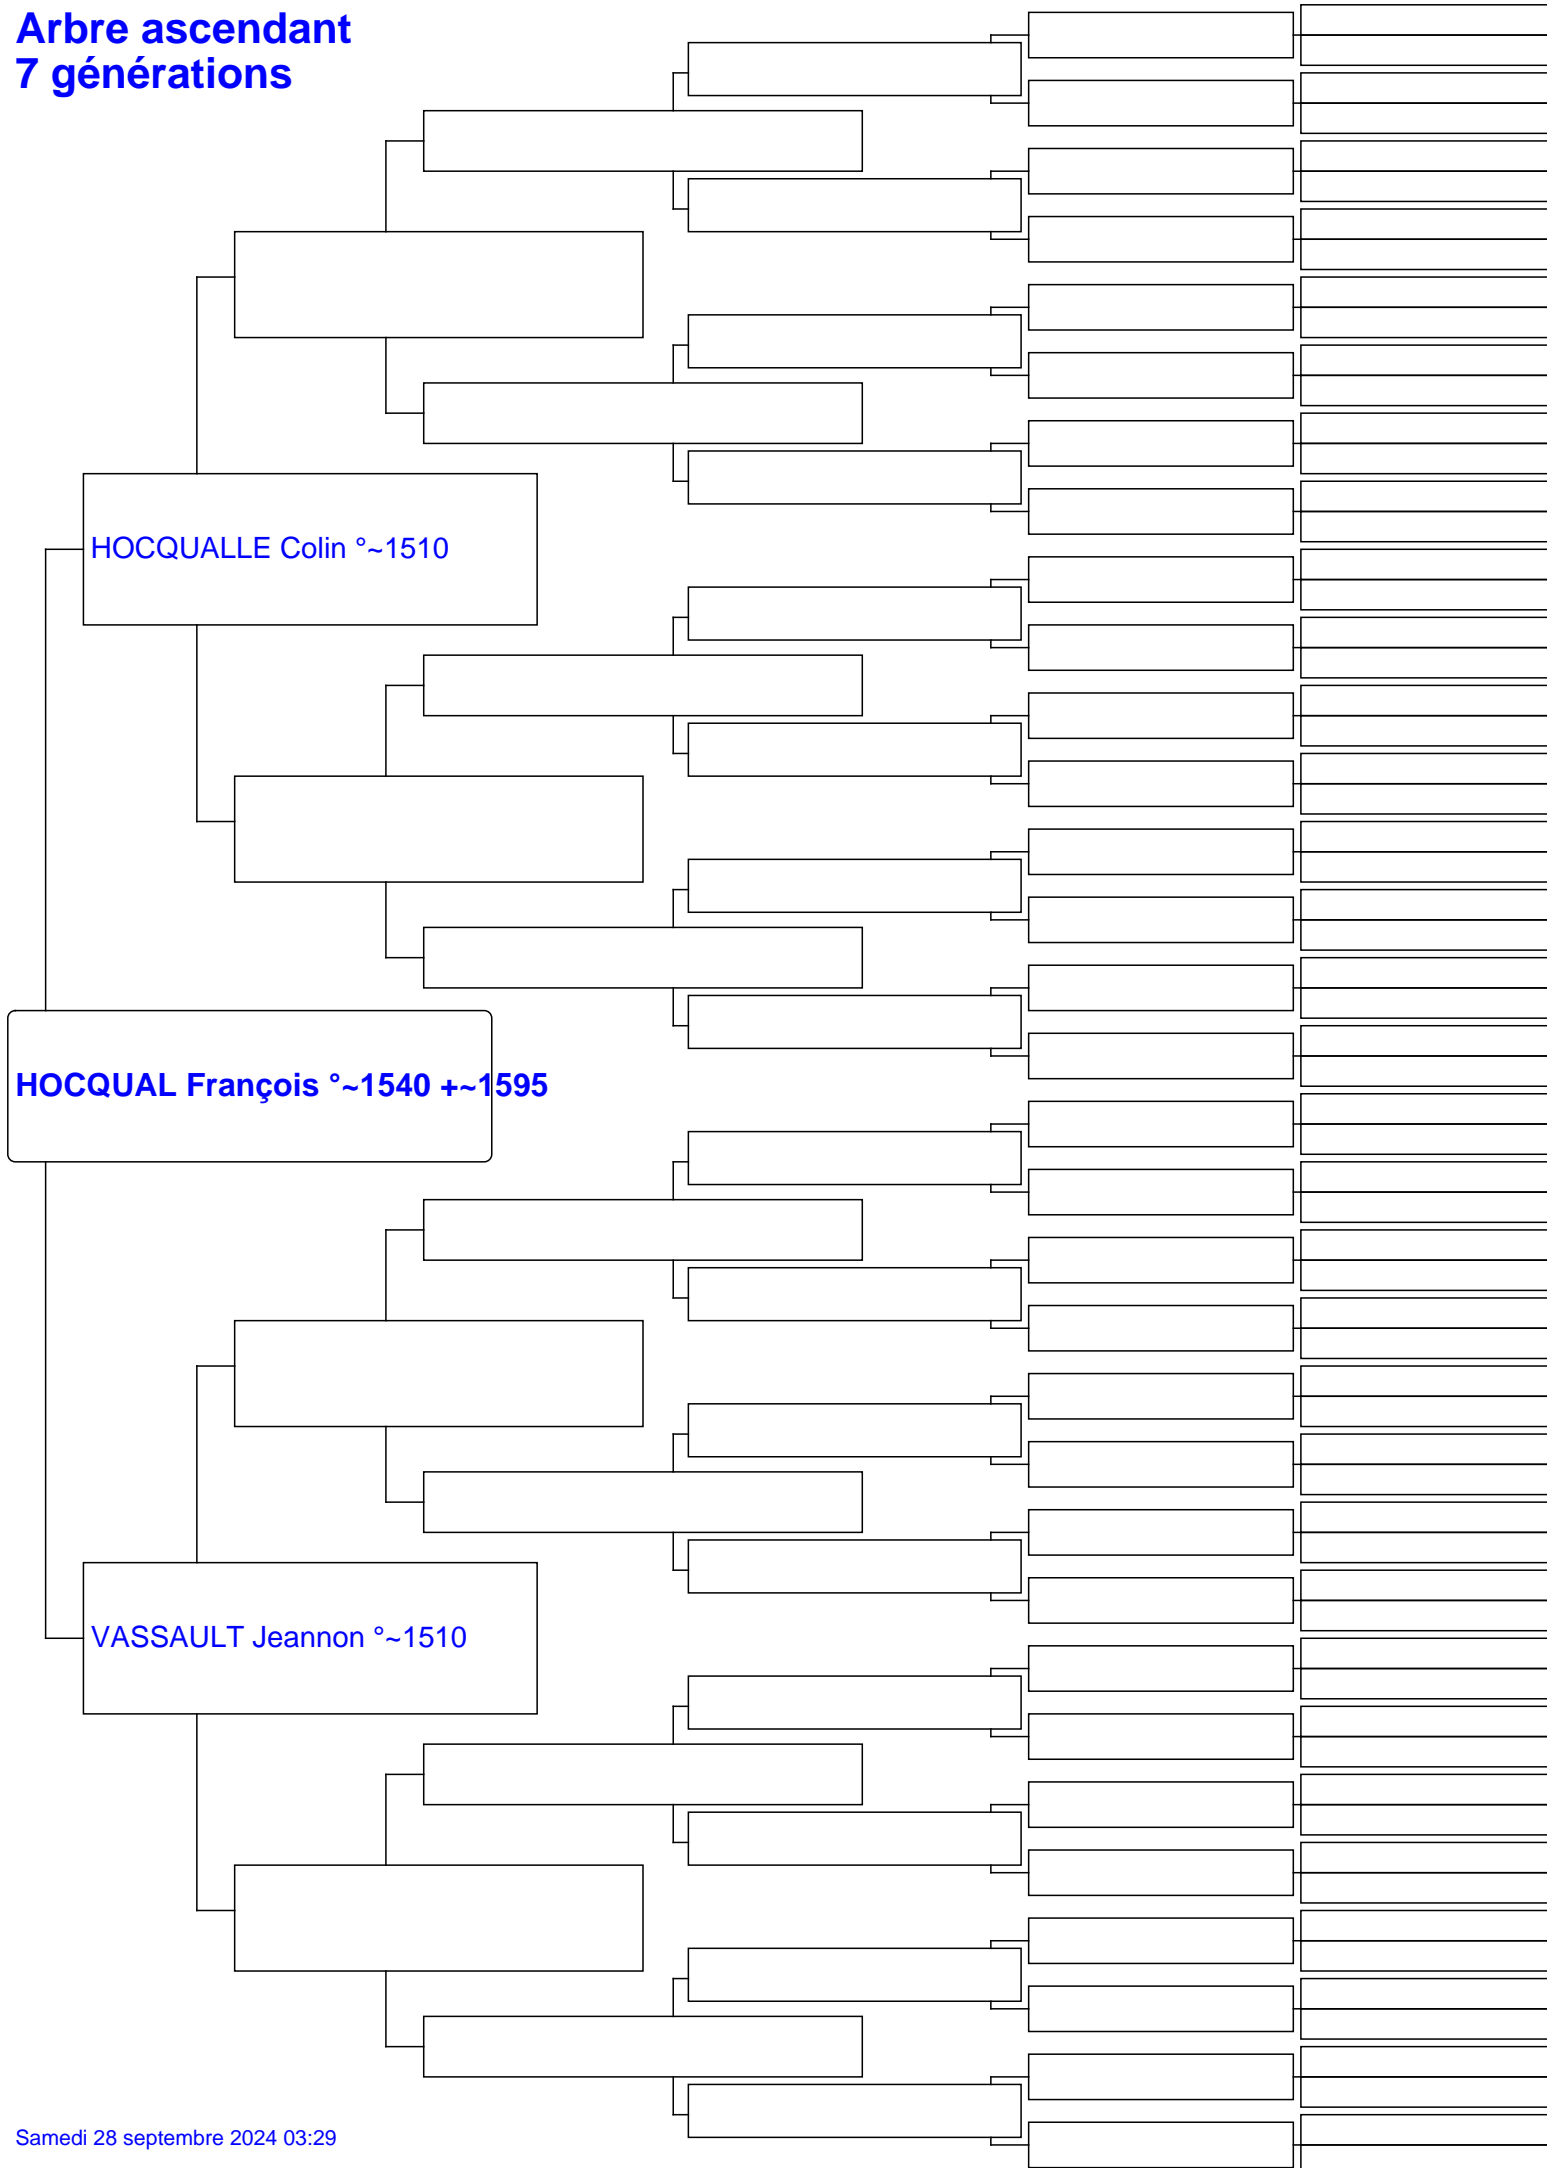 Arbre ascendant
7 générations
HOCQUALLE Colin °~1510
HOCQUAL François °~1540 +~1595
VASSAULT Jeannon °~1510
Samedi 28 septembre 2024 03:29